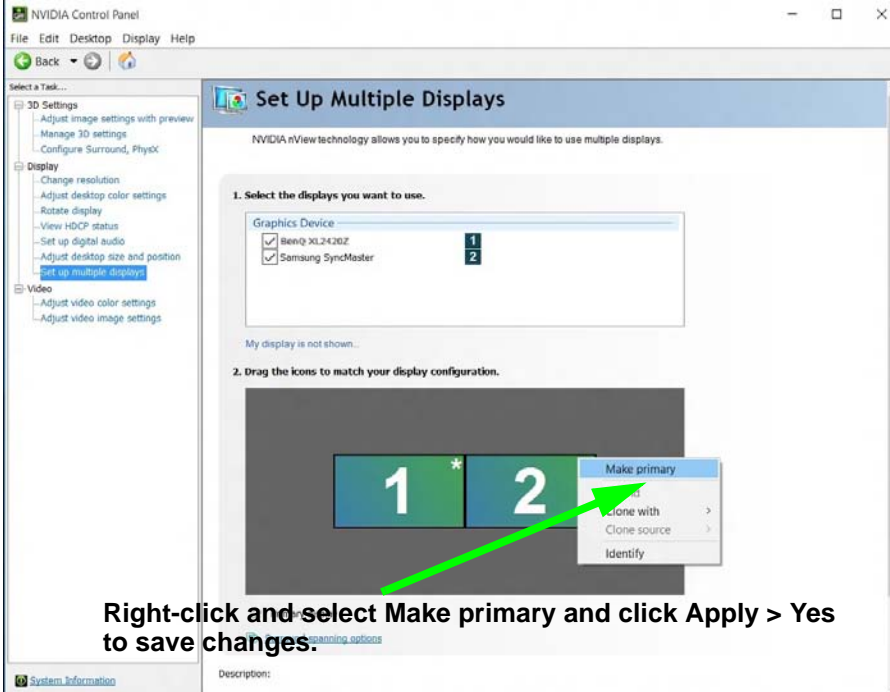 NVIDIA Control Panel
File Edit Desktop Display Help
Back
Select a Task...
3D Settings
Adjust image settings with preview
Manage 3D settings
Configure Surround, PhysX
Display
Change resolution
Adjust desktop color settings
Rotate display
View HDCP status
Set up digital audio
Adjust desktop size and position
Set up multiple displays
Video
Adjust video color settings
Adjust video image settings
System Information
Set Up Multiple Displays
NVIDIA nView technology allows you to specify how you would like to use multiple displays.
1. Select the displays you want to use.
Graphics Device
BenQ XL2420Z 1
Samsung SyncMaster 2
My display is not shown...
2. Drag the icons to match your display configuration.
1 * 2
Make primary
Clone with >
Clone source >
Identify
Right-click and select Make primary and click Apply > Yes
to save changes.
spanning options
Description: